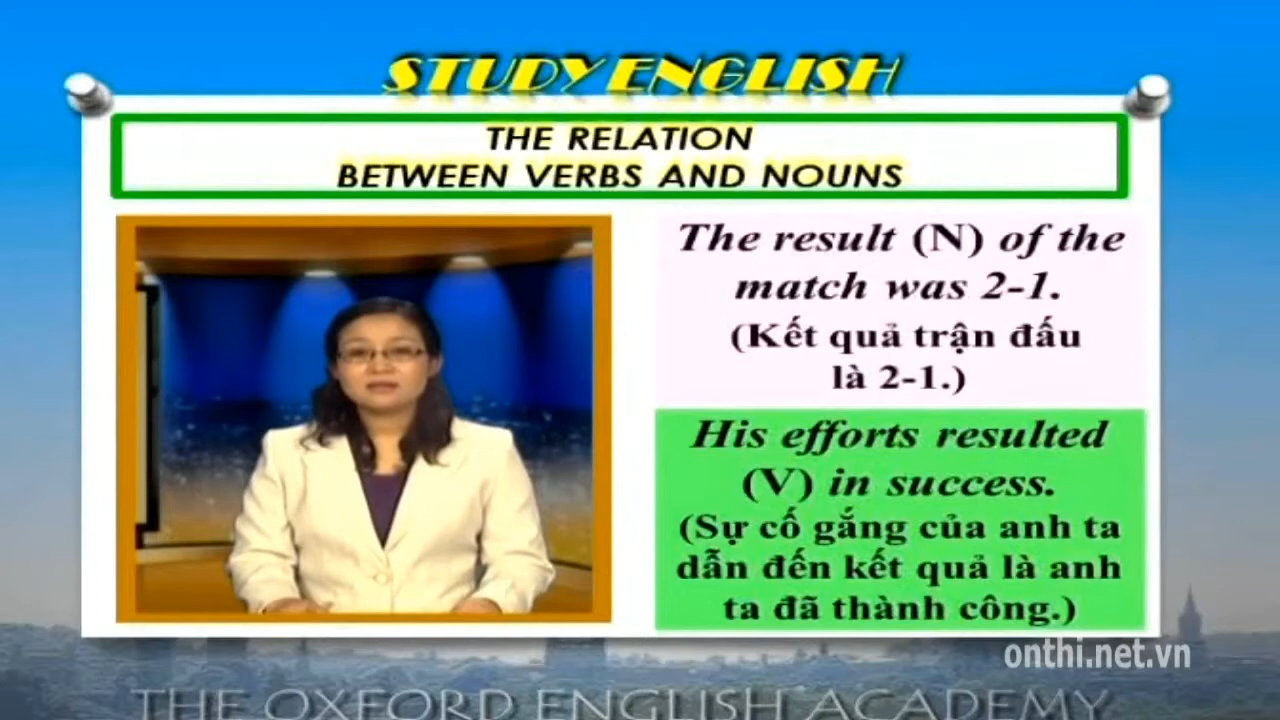 STUDY ENGLISH
THE RELATION
BETWEEN VERBS AND NOUNS
The result (N) of the
match was 2-1.
(Kết quả trận đấu
là 2-1.)
His efforts resulted
(V) in success.
(Sự cố gắng của anh ta
dẫn đến kết quả là anh
ta đã thành công.)
onthi.net.vn
THE OXFORD ENGLISH ACADEMY